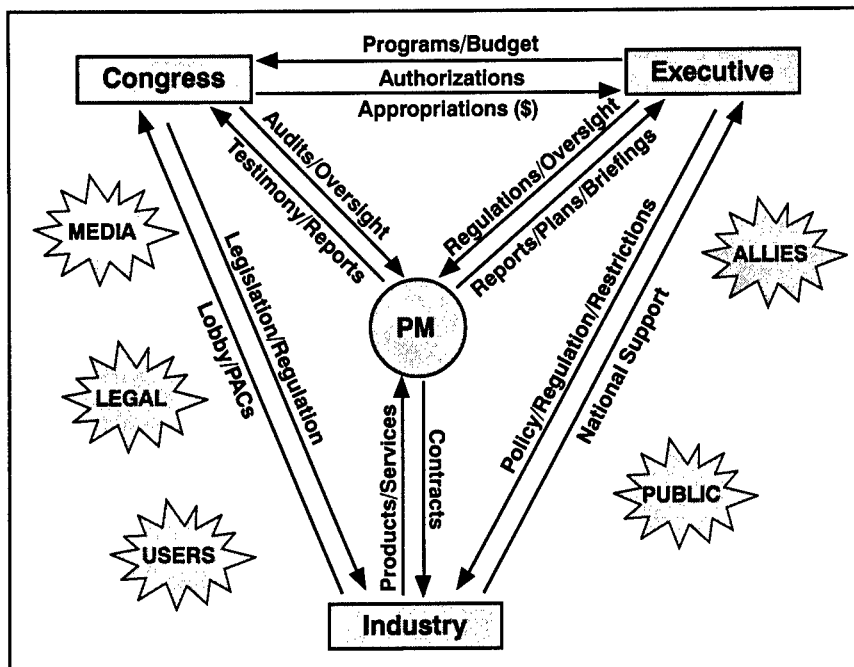 Programs/Budget
Congress
Executive
Authorizations
Appropriations ($)
Audits/Oversight
Testimony/Reports
Regulations/Oversight
Reports/Plans/Briefings
MEDIA
ALLIES
Legislation/Regulation
Lobby/PACs
PM
Policy/Regulation/Restrictions
National Support
LEGAL
Products/Services
Contracts
PUBLIC
USERS
Industry